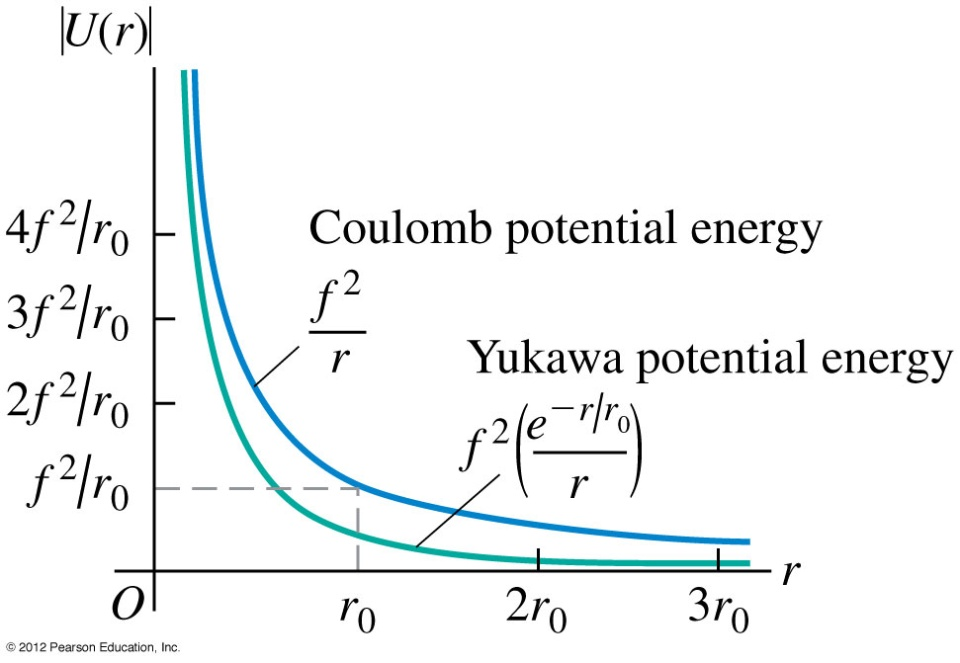 |U(r)|
4f²/r₀
Coulomb potential energy
f²/r
3f²/r₀
Yukawa potential energy
2f²/r₀
f²(e^{−r/r₀}/r)
f²/r₀
r
O
r₀
2r₀
3r₀
© 2012 Pearson Education, Inc.